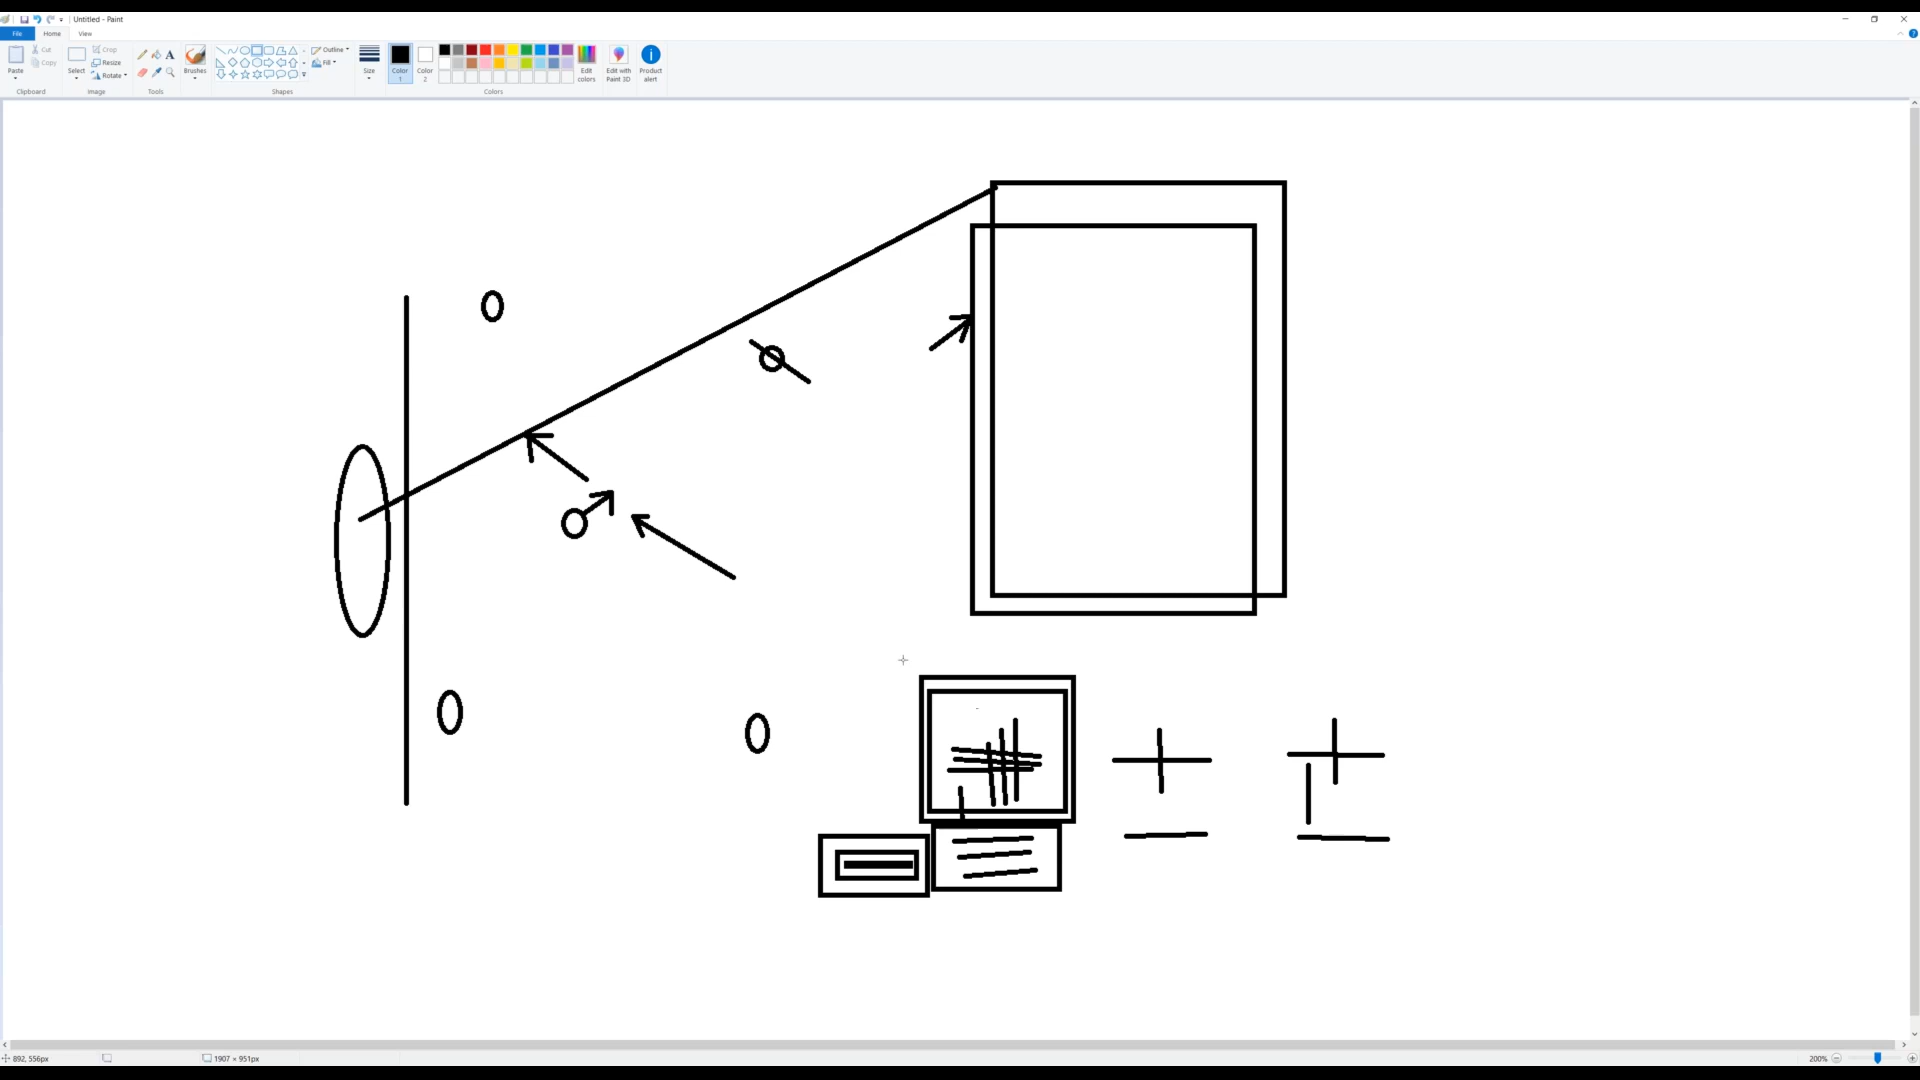 Untitled - Paint
File Home View
Paste Cut Copy Clipboard
Select Crop Resize Rotate Image
Tools
Brushes
Outline Fill Shapes
Size
Color 1 Color 2
Edit colors Colors
Edit with Paint 3D
Product alert
892, 556px 1907 × 951px 200%